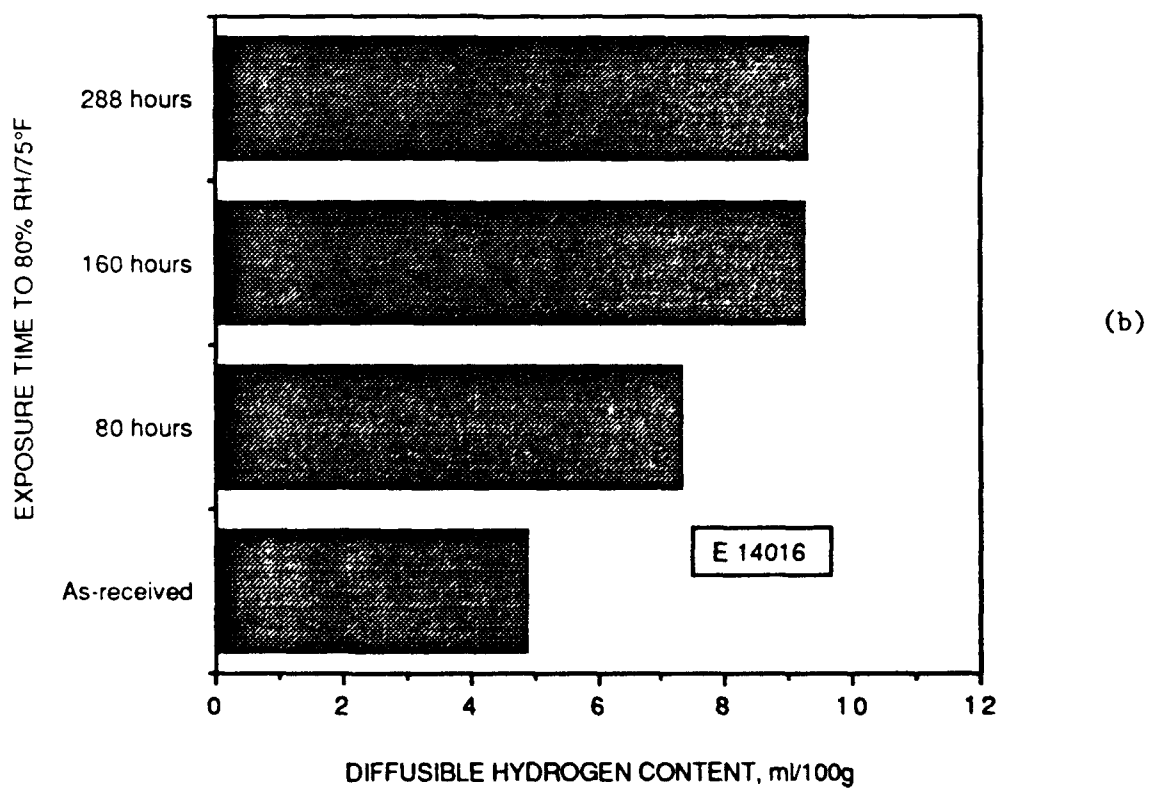 EXPOSURE TIME TO 80% RH/75°F
288 hours
160 hours
80 hours
As-received
E 14016
(b)
0 2 4 6 8 10 12
DIFFUSIBLE HYDROGEN CONTENT, ml/100g